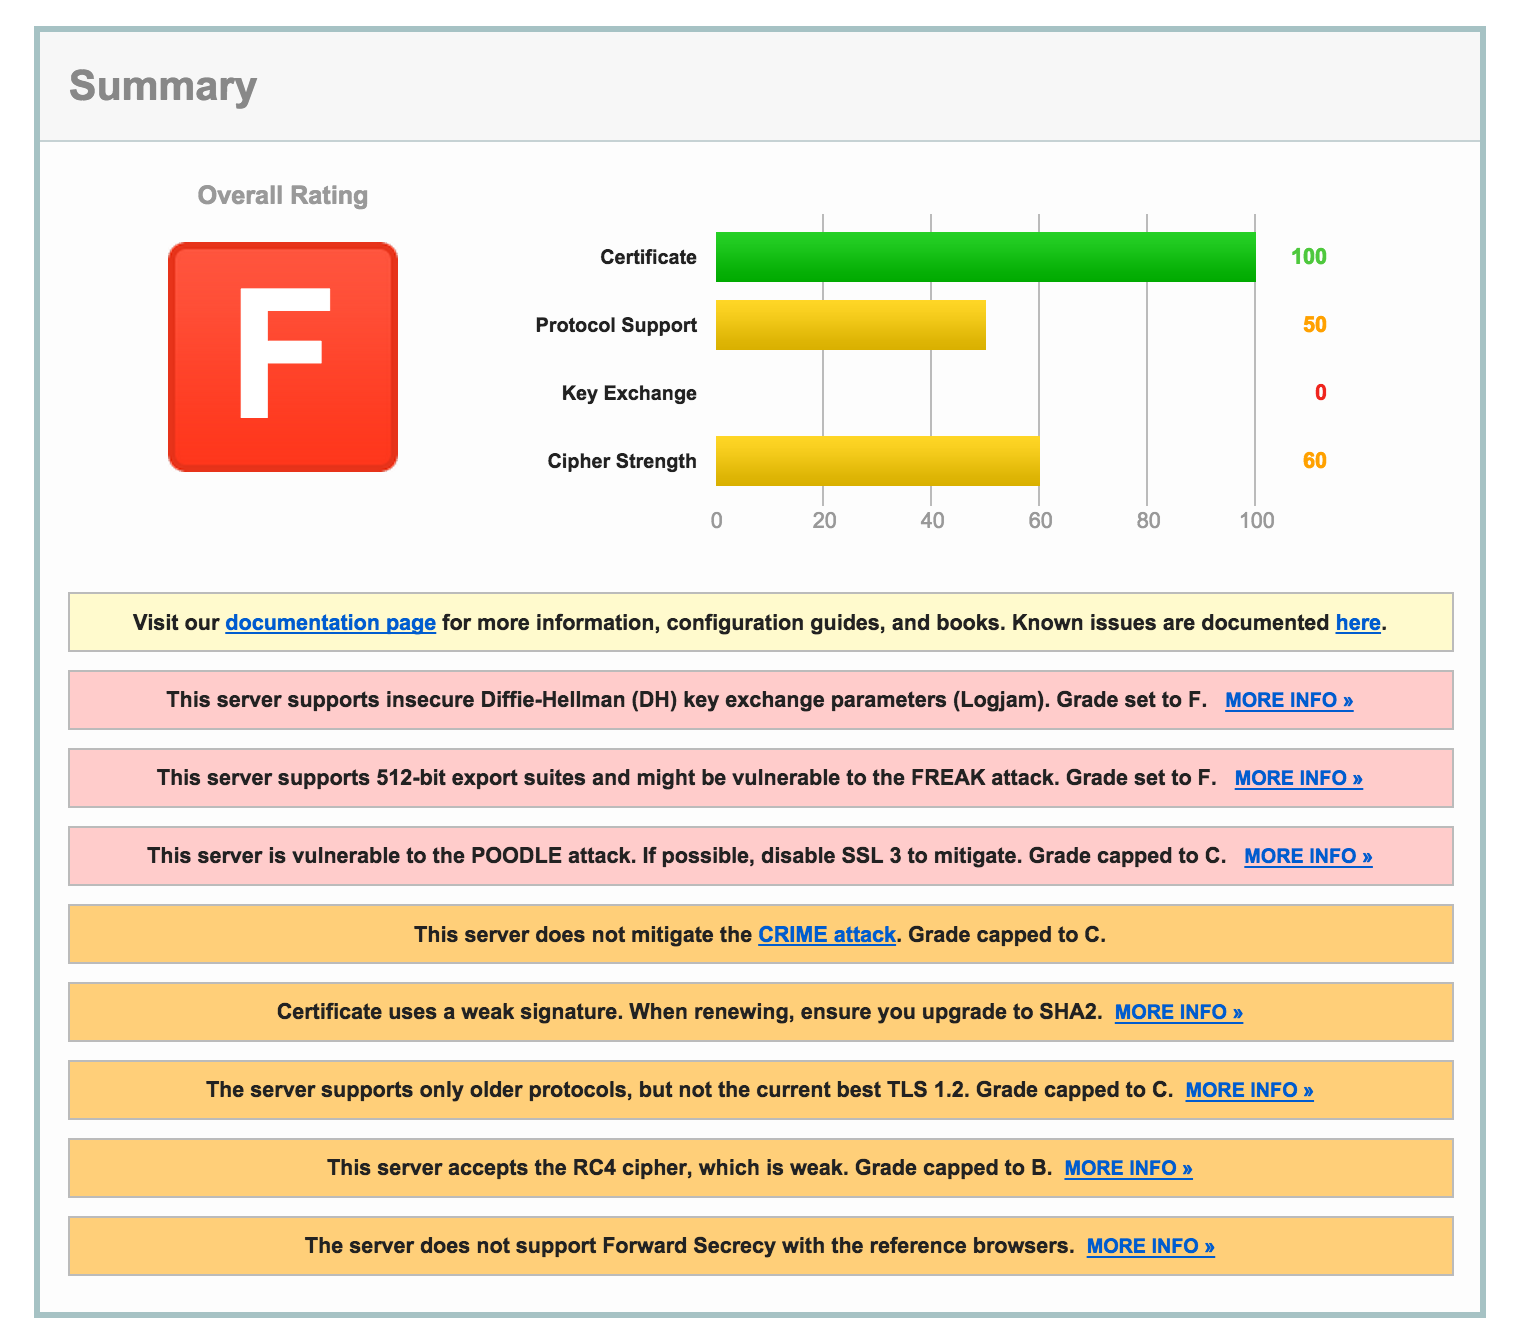 Summary
Overall Rating
F
Certificate 100
Protocol Support 50
Key Exchange 0
Cipher Strength 60
0 20 40 60 80 100
Visit our documentation page for more information, configuration guides, and books. Known issues are documented here.
This server supports insecure Diffie-Hellman (DH) key exchange parameters (Logjam). Grade set to F. MORE INFO »
This server supports 512-bit export suites and might be vulnerable to the FREAK attack. Grade set to F. MORE INFO »
This server is vulnerable to the POODLE attack. If possible, disable SSL 3 to mitigate. Grade capped to C. MORE INFO »
This server does not mitigate the CRIME attack. Grade capped to C.
Certificate uses a weak signature. When renewing, ensure you upgrade to SHA2. MORE INFO »
The server supports only older protocols, but not the current best TLS 1.2. Grade capped to C. MORE INFO »
This server accepts the RC4 cipher, which is weak. Grade capped to B. MORE INFO »
The server does not support Forward Secrecy with the reference browsers. MORE INFO »